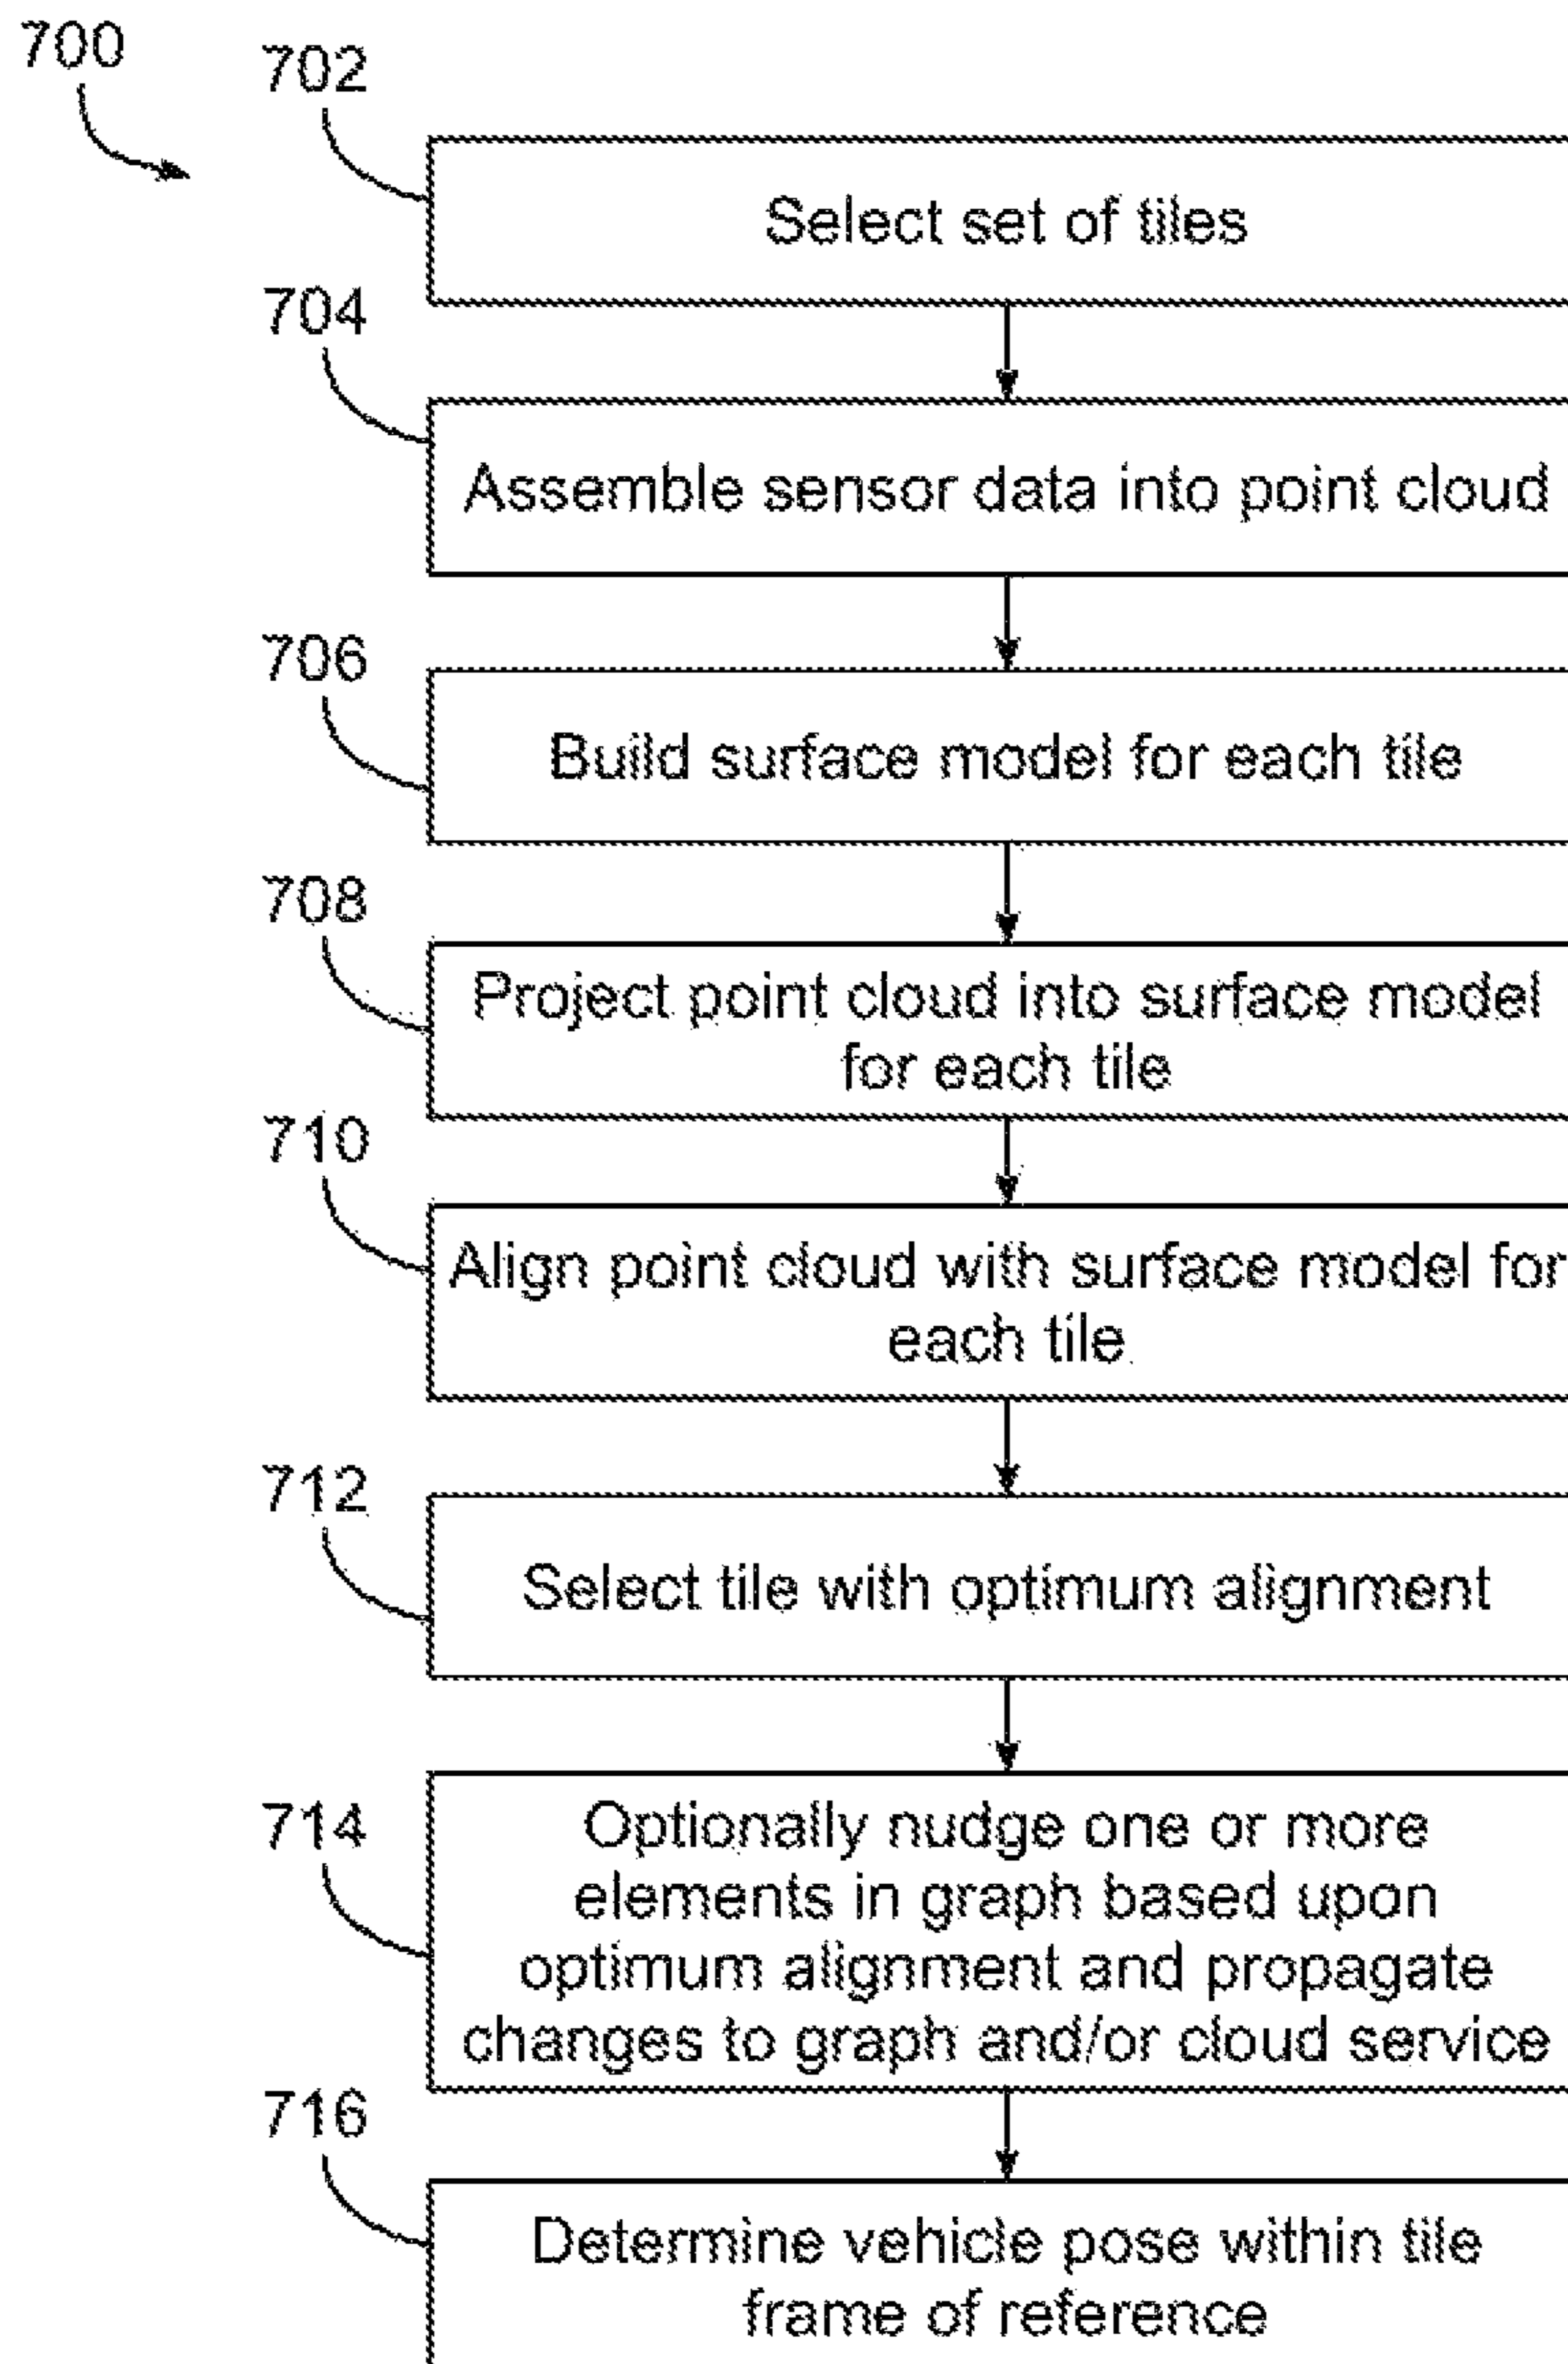 700
702
Select set of tiles
704
Assemble sensor data into point cloud
706
Build surface model for each tile
708
Project point cloud into surface model
for each tile
710
Align point cloud with surface model for
each tile
712
Select tile with optimum alignment
714
Optionally nudge one or more
elements in graph based upon
optimum alignment and propagate
changes to graph and/or cloud service
716
Determine vehicle pose within tile
frame of reference